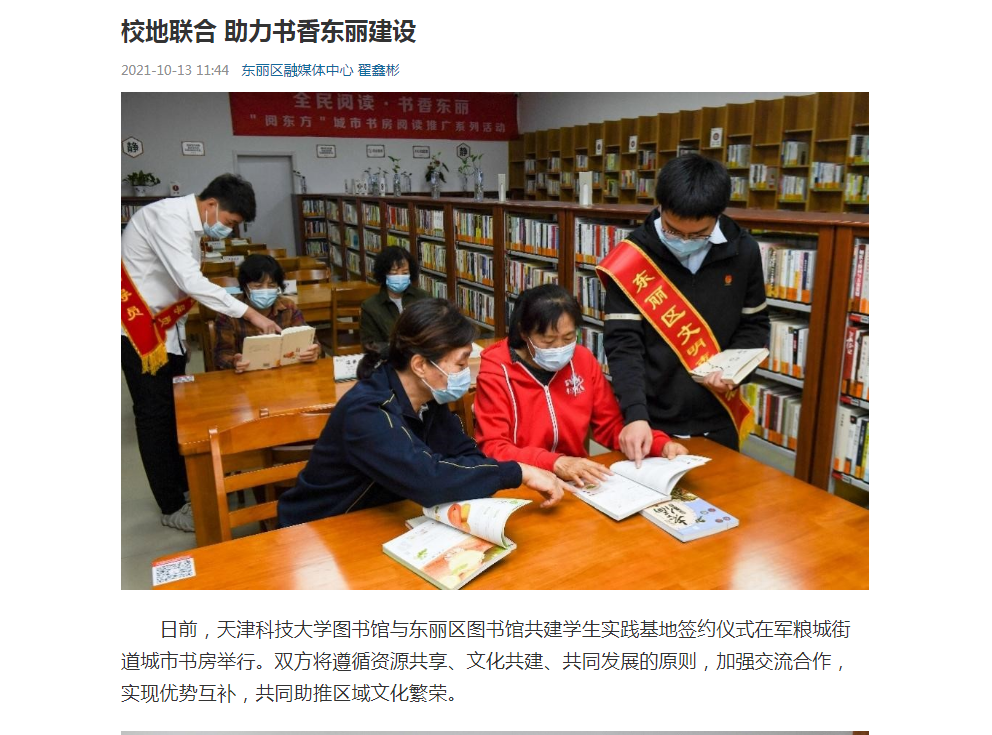 校地联合 助力书香东丽建设
2021-10-13 11:44 东丽区融媒体中心 翟鑫彬
全民阅读·书香东丽
"阅东方"城市书房阅读推广系列活动
静
静
东丽区文明
员
日前，天津科技大学图书馆与东丽区图书馆共建学生实践基地签约仪式在军粮城街
道城市书房举行。双方将遵循资源共享、文化共建、共同发展的原则，加强交流合作，
实现优势互补，共同助推区域文化繁荣。